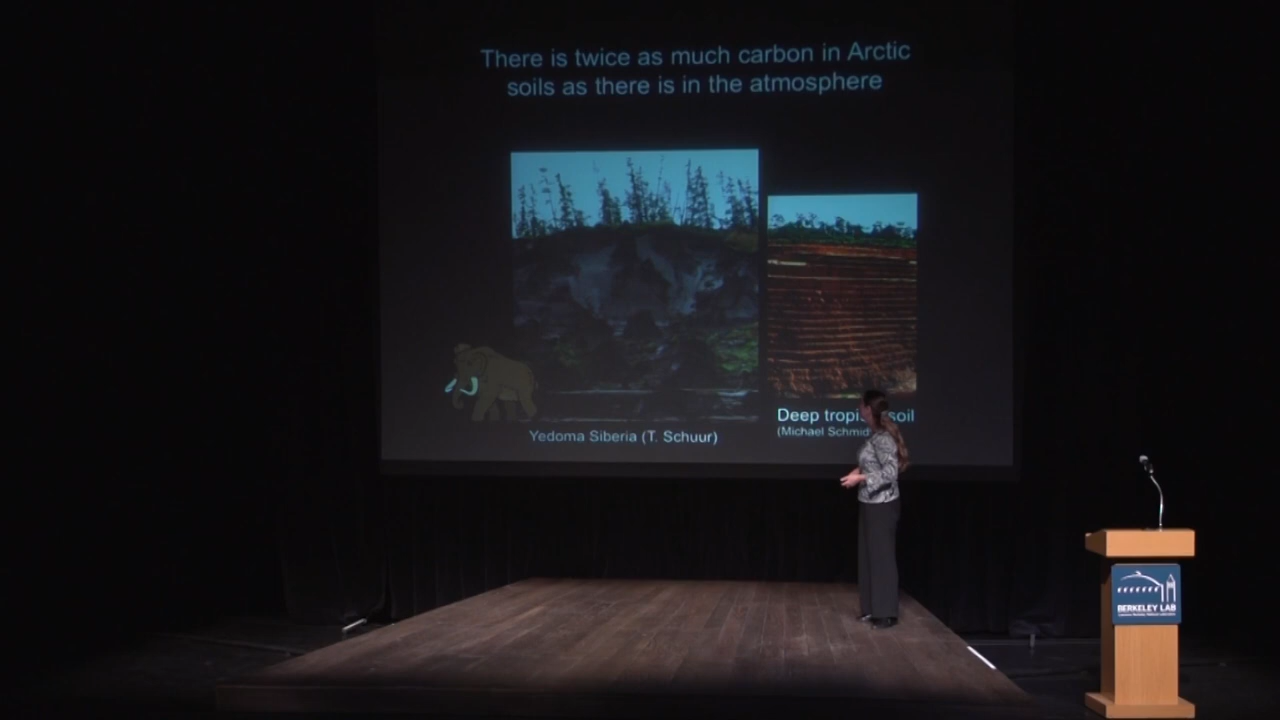 There is twice as much carbon in Arctic
soils as there is in the atmosphere
Yedoma Siberia (T. Schuur)
Deep tropi soil
(Michael Schmid
BERKELEY LAB